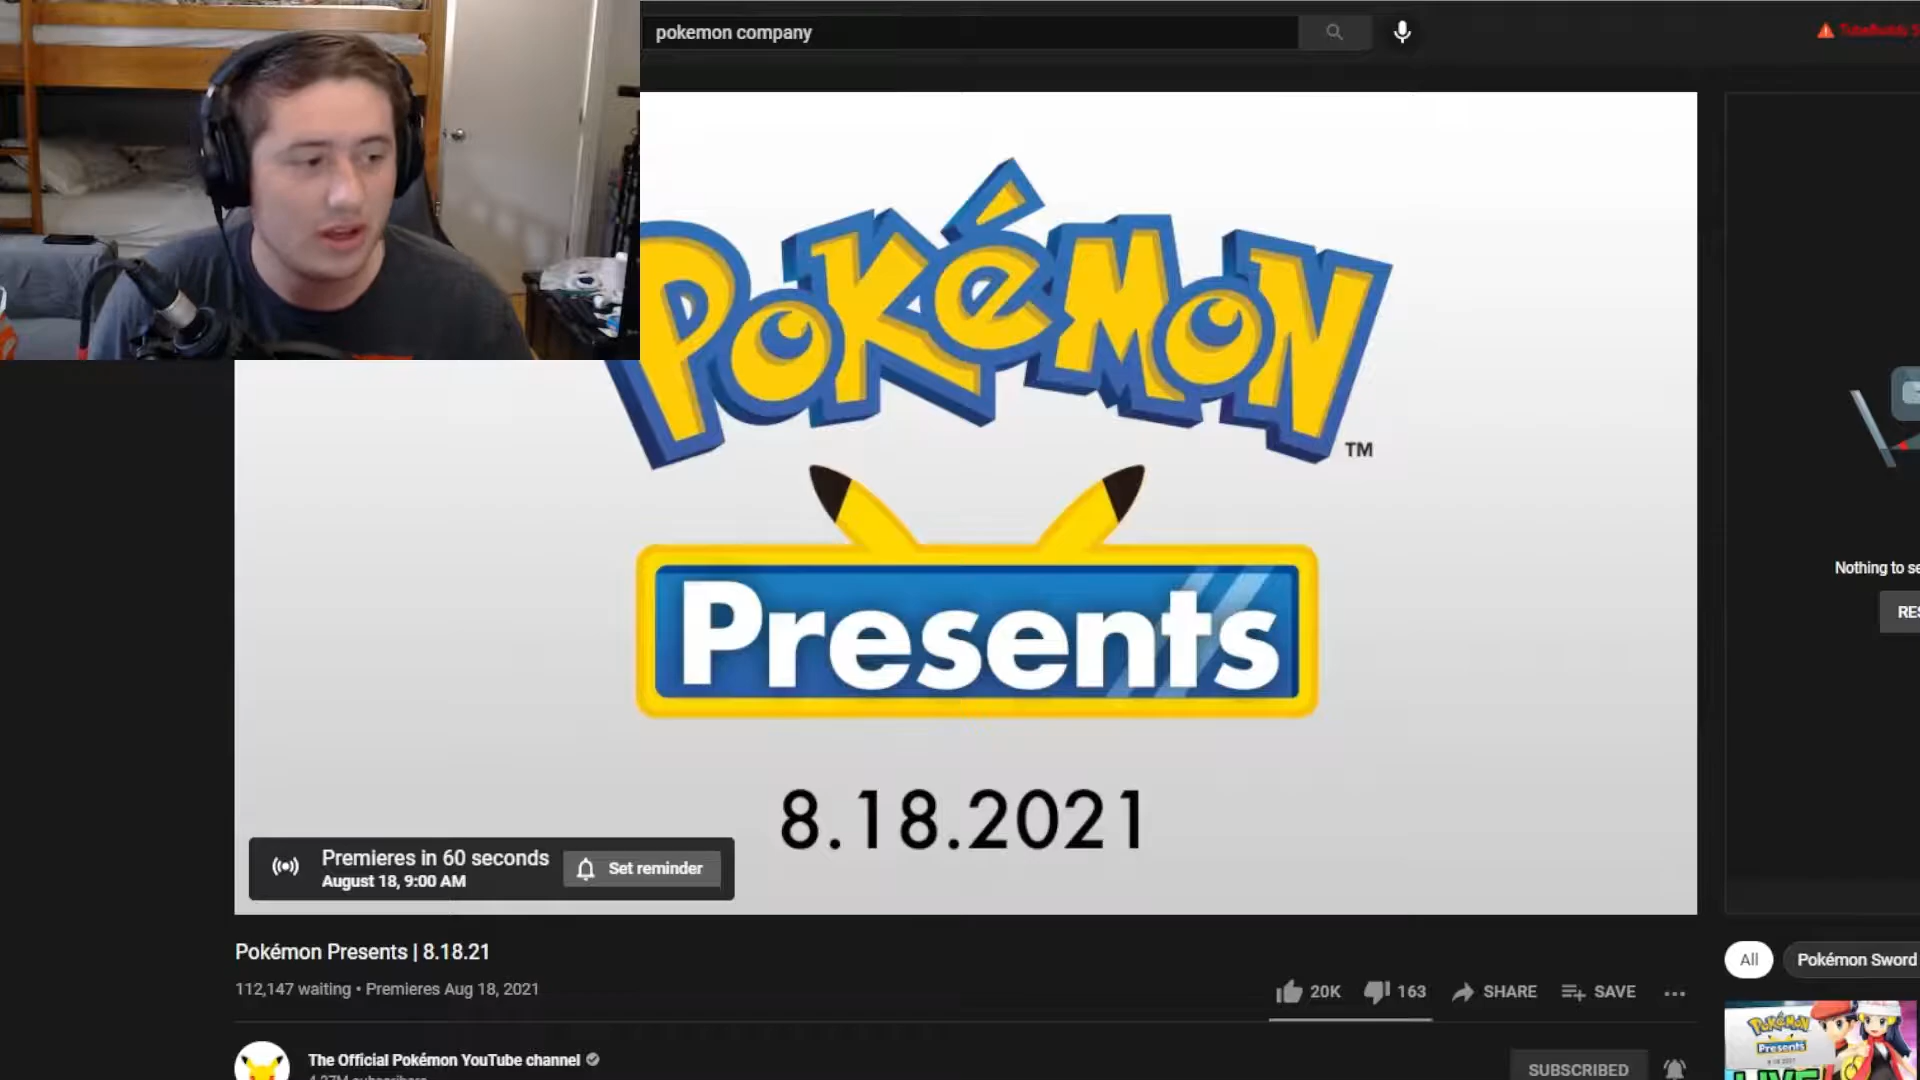 pokemon company
POKéMON
TM
Presents
8.18.2021
Premieres in 60 seconds
August 18, 9:00 AM
Set reminder
Nothing to se
RES
Pokémon Presents | 8.18.21
112,147 waiting • Premieres Aug 18, 2021
20K
163
SHARE
SAVE
All
Pokémon Sword
The Official Pokémon YouTube channel
SUBSCRIBED
POKéMON
Presents
LIVE